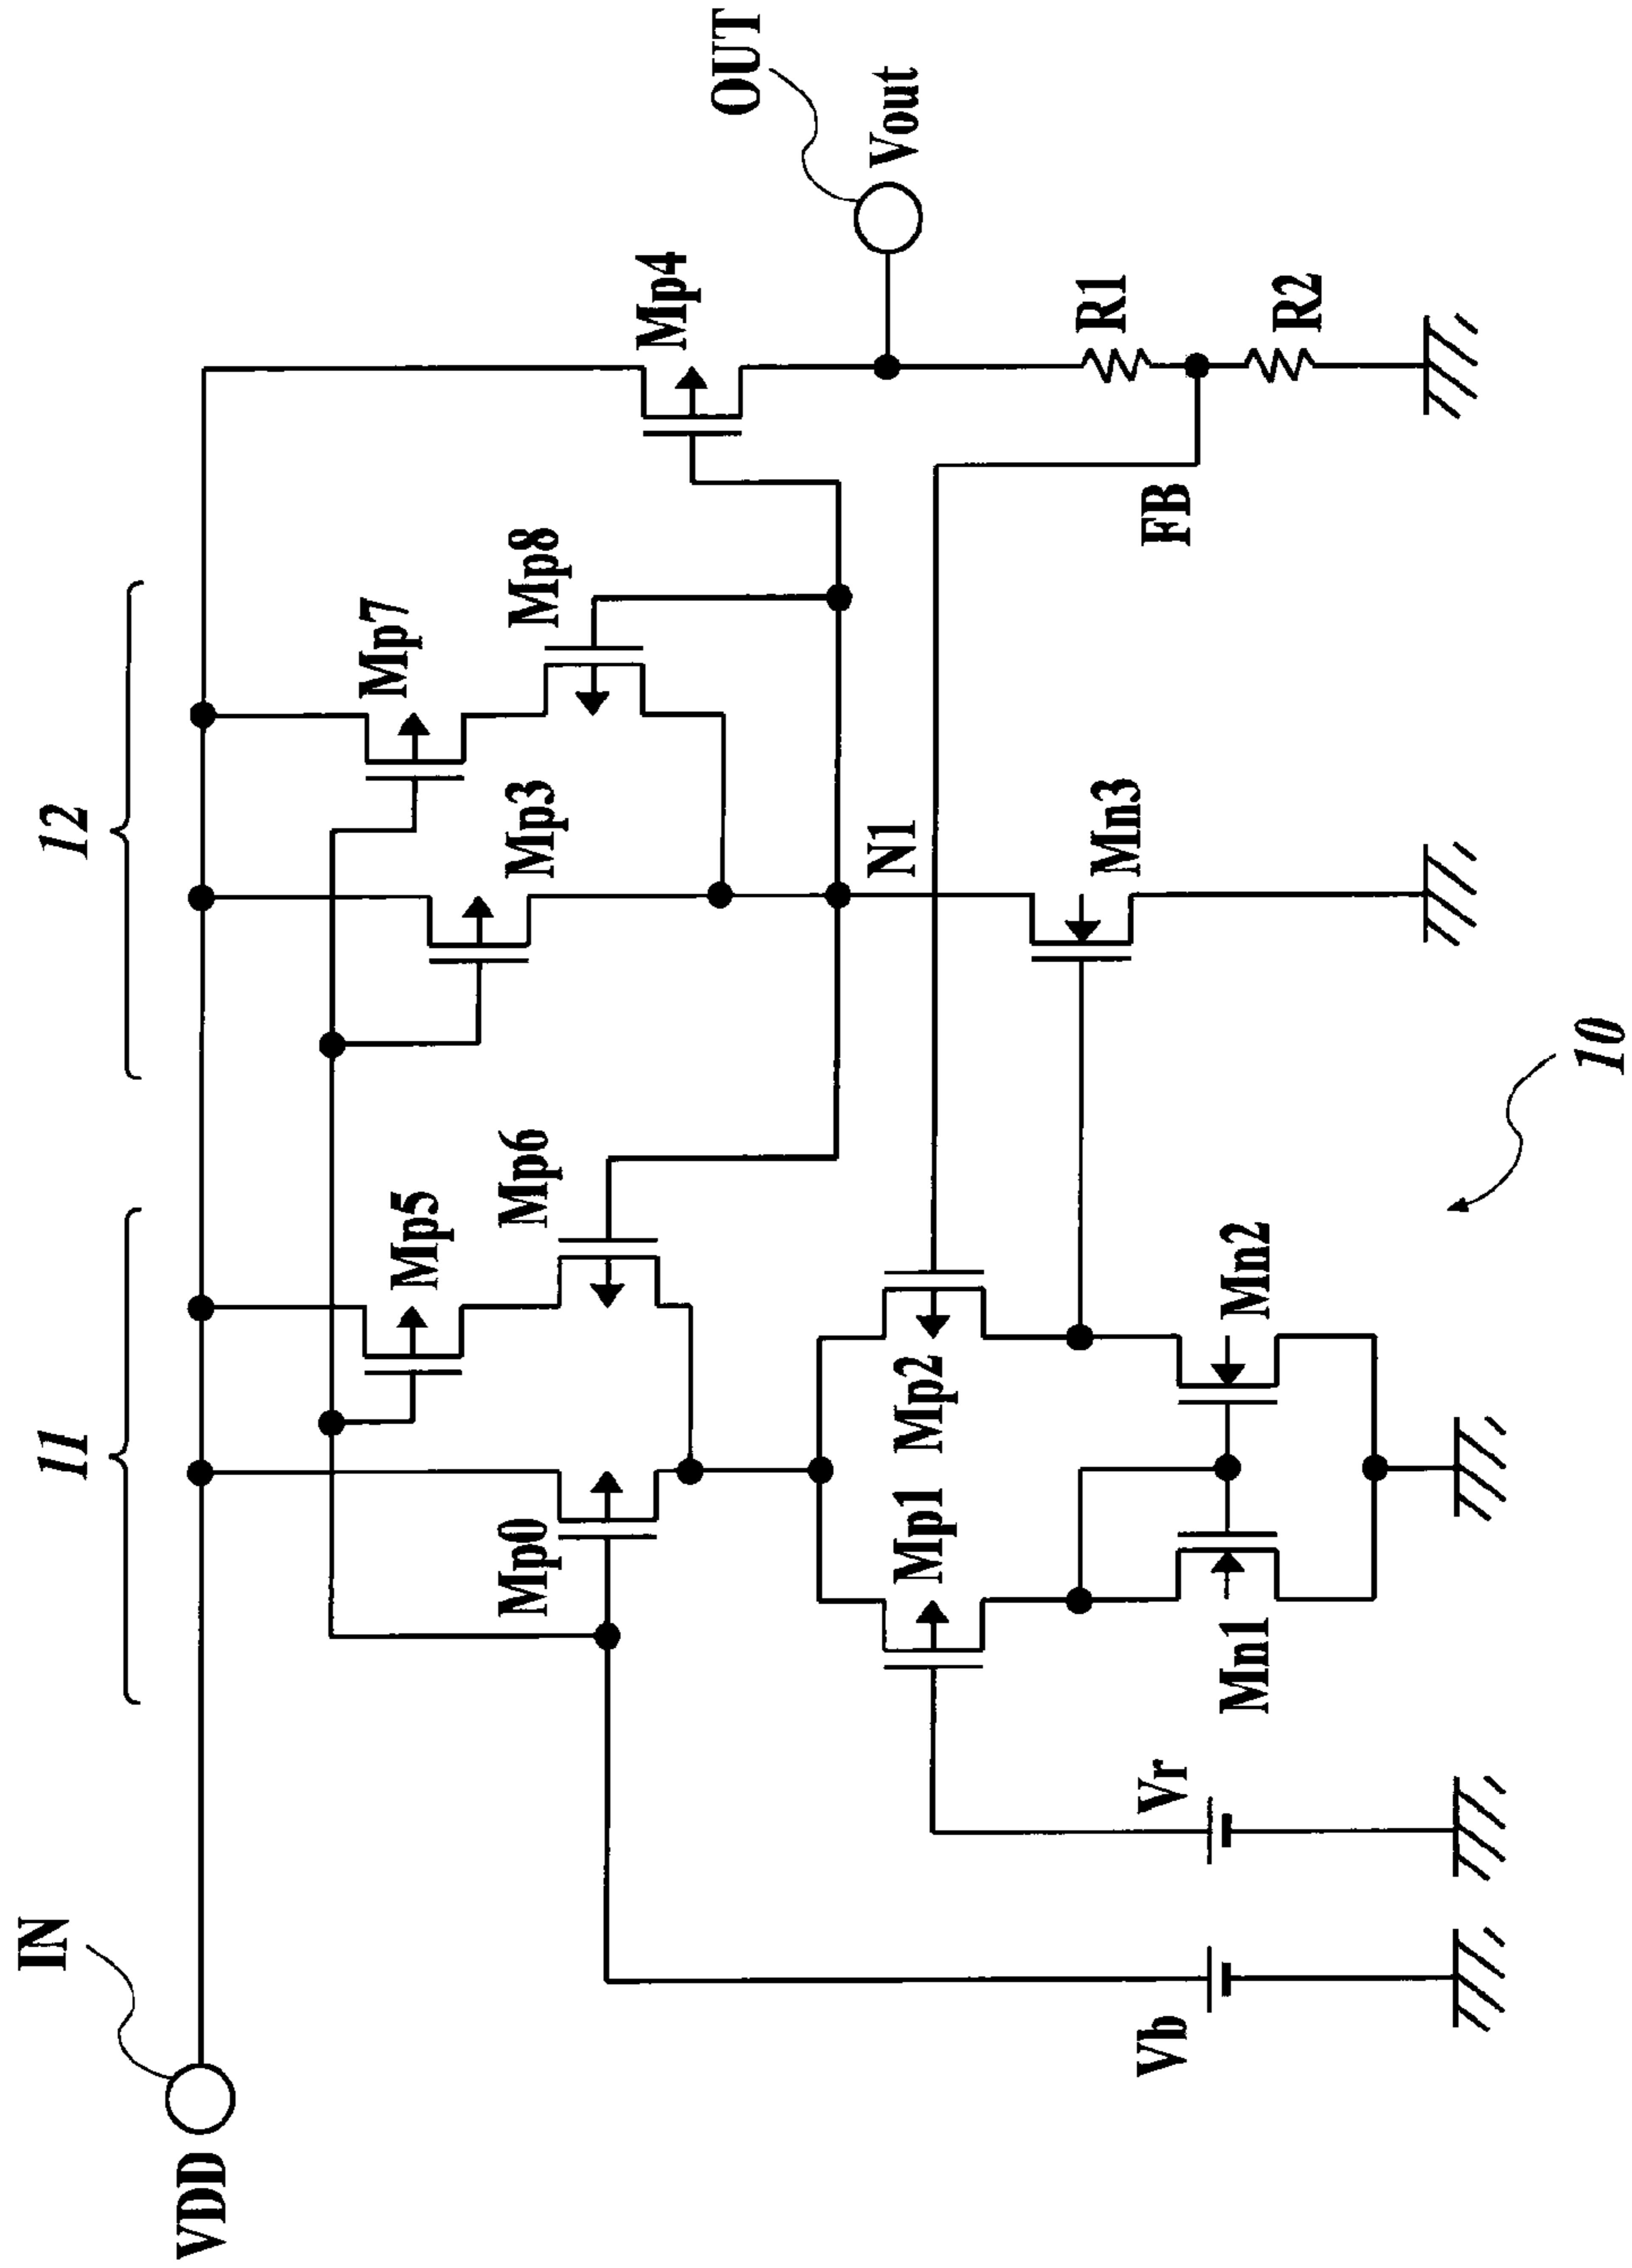 IN
VDD
11
12
OUT
Vout
Mp4
Mp7
Mp8
Mp3
Mp5
Mp6
Mp0
N1
R1
FB
R2
Mp1
Mp2
Mn3
Mn1
Mn2
Vb
Vr
10